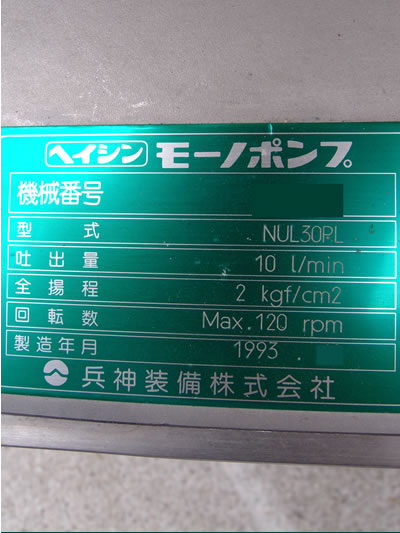 ヘイシン モーノポンプ
機械番号
型式 NUL30PL
吐出量 10 l/min
全揚程 2 kgf/cm2
回転数 Max.120 rpm
製造年月 1993.
兵神装備株式会社